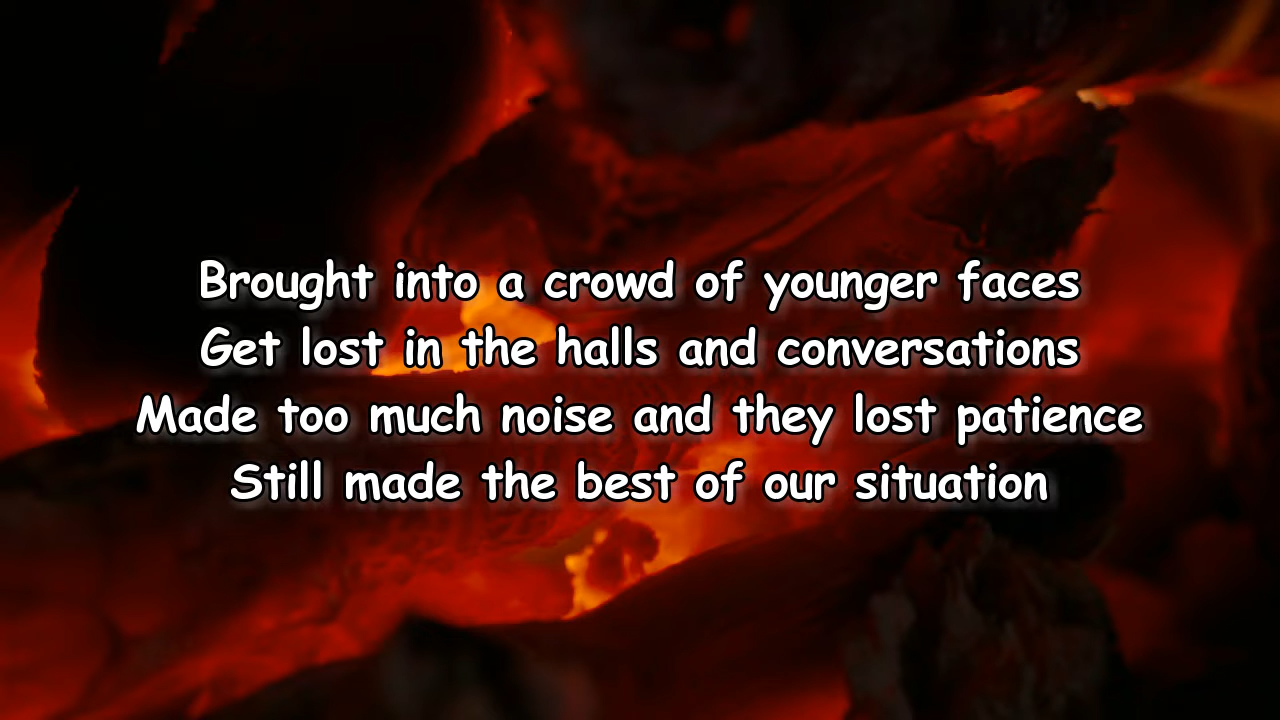 Brought into a crowd of younger faces
Get lost in the halls and conversations
Made too much noise and they lost patience
Still made the best of our situation